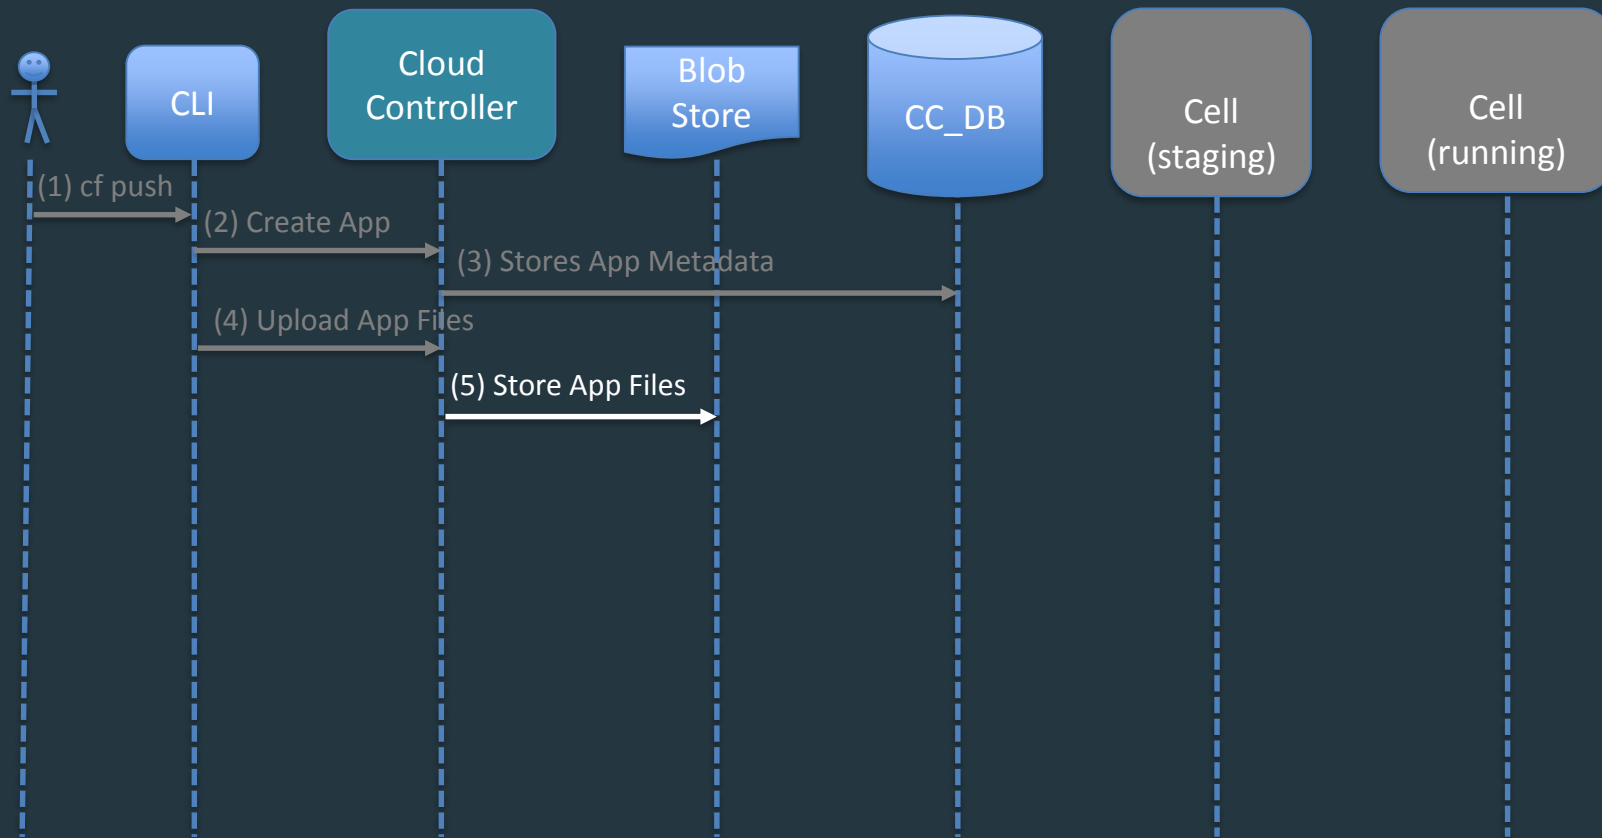 CLI
Cloud
Controller
Blob
Store
CC_DB
Cell
(staging)
Cell
(running)
(1) cf push
(2) Create App
(3) Stores App Metadata
(4) Upload App Files
(5) Store App Files